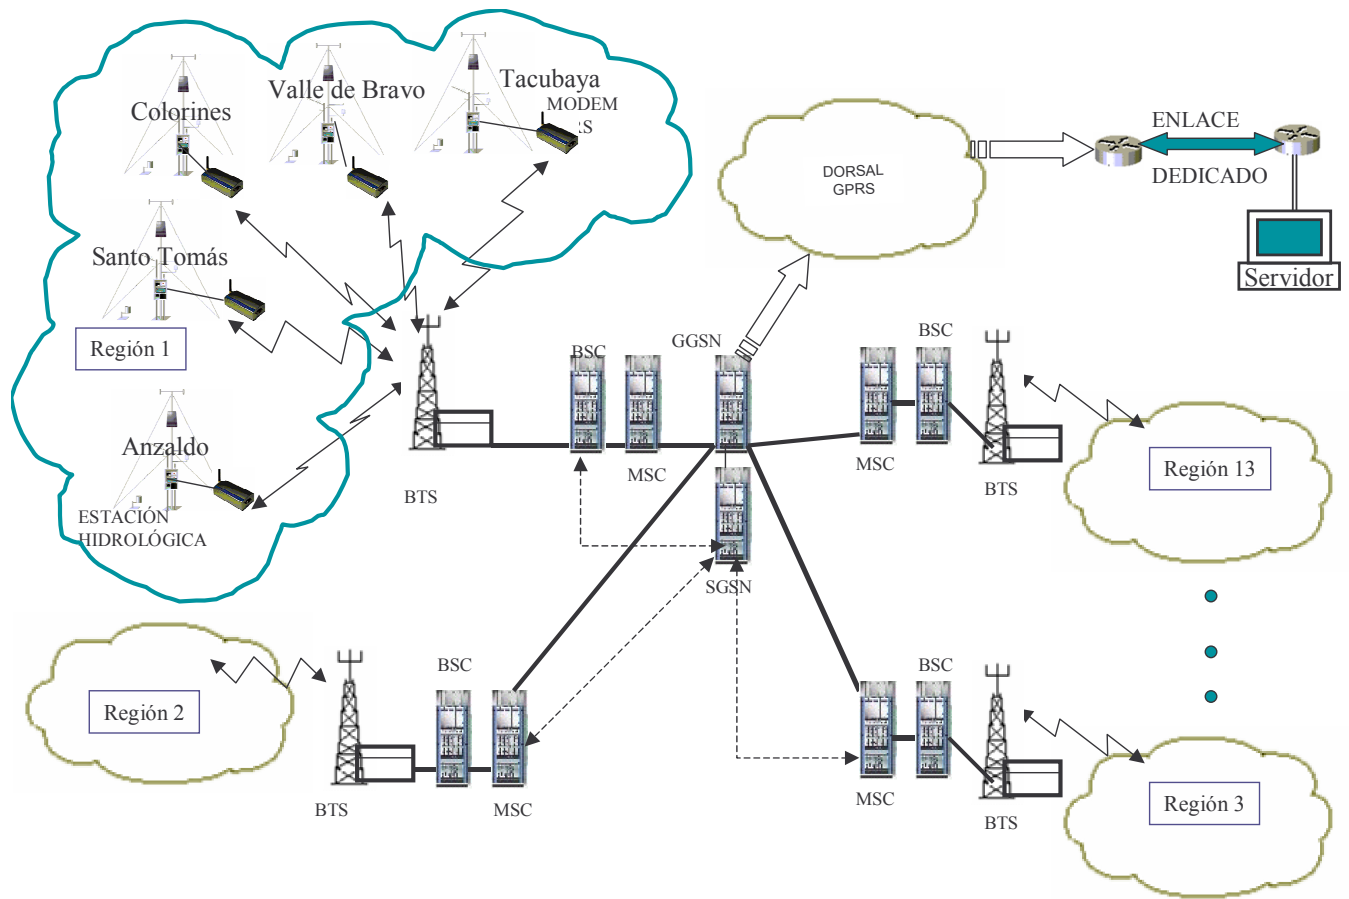 Colorines
Valle de Bravo
Tacubaya
MODEM
RS
Santo Tomás
Región 1
Anzaldo
ESTACIÓN
HIDROLÓGICA
DORSAL
GPRS
ENLACE
DEDICADO
Servidor
BTS
BSC
MSC
GGSN
SGSN
MSC
BSC
BTS
Región 13
Región 2
BTS
BSC
MSC
MSC
BSC
BTS
Región 3